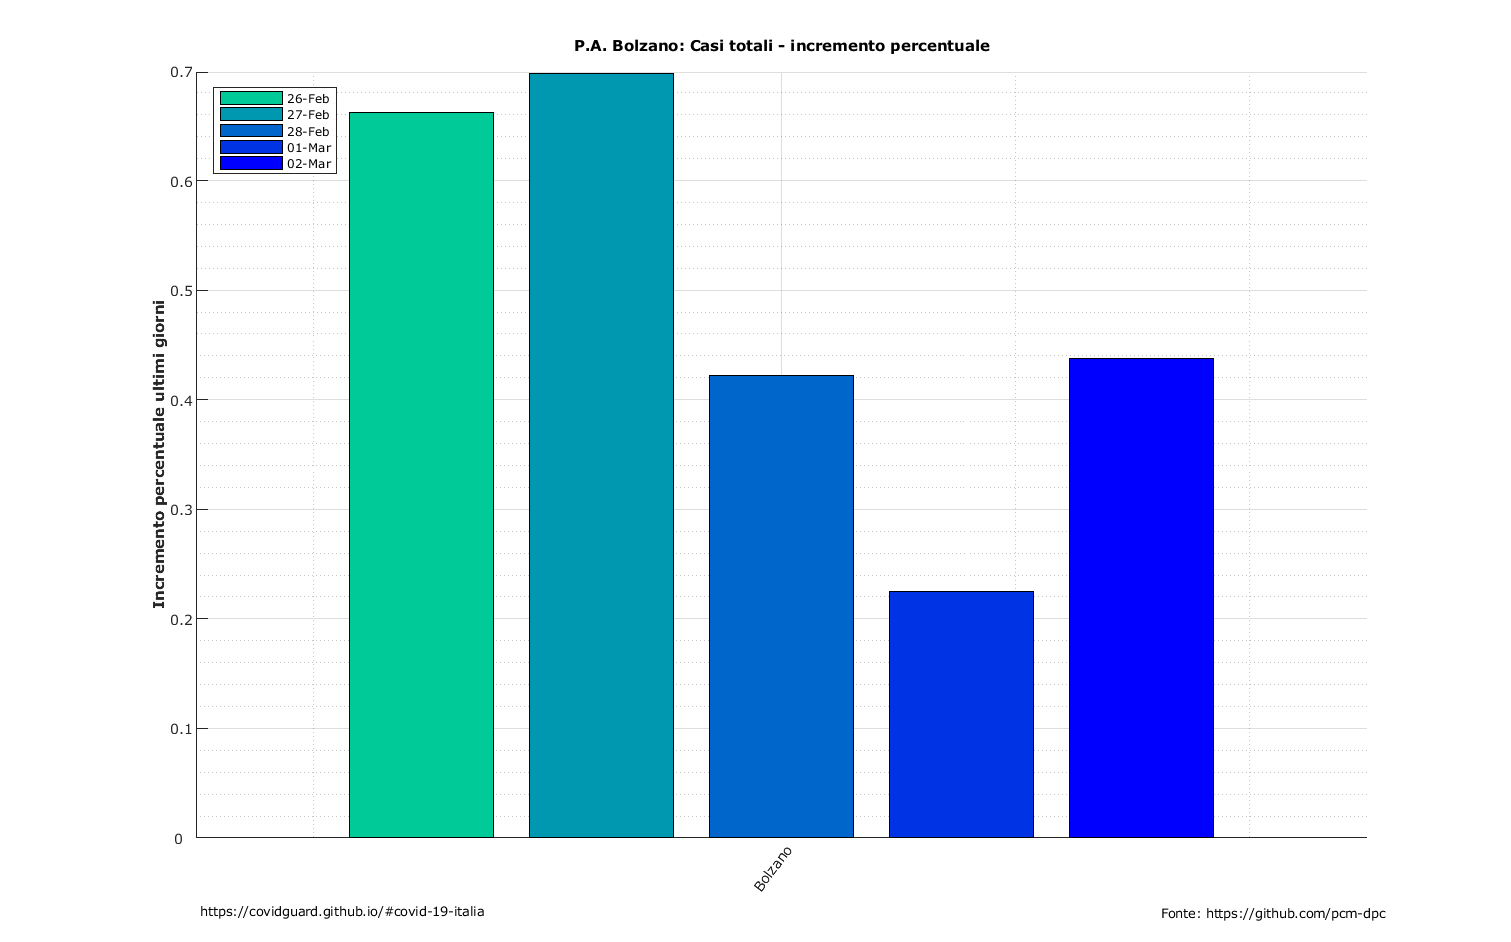 P.A. Bolzano: Casi totali - incremento percentuale
0.7
0.6
0.5
0.4
0.3
0.2
0.1
0
Incremento percentuale ultimi giorni
26-Feb
27-Feb
28-Feb
01-Mar
02-Mar
Bolzano
https://covidguard.github.io/#covid-19-italia
Fonte: https://github.com/pcm-dpc